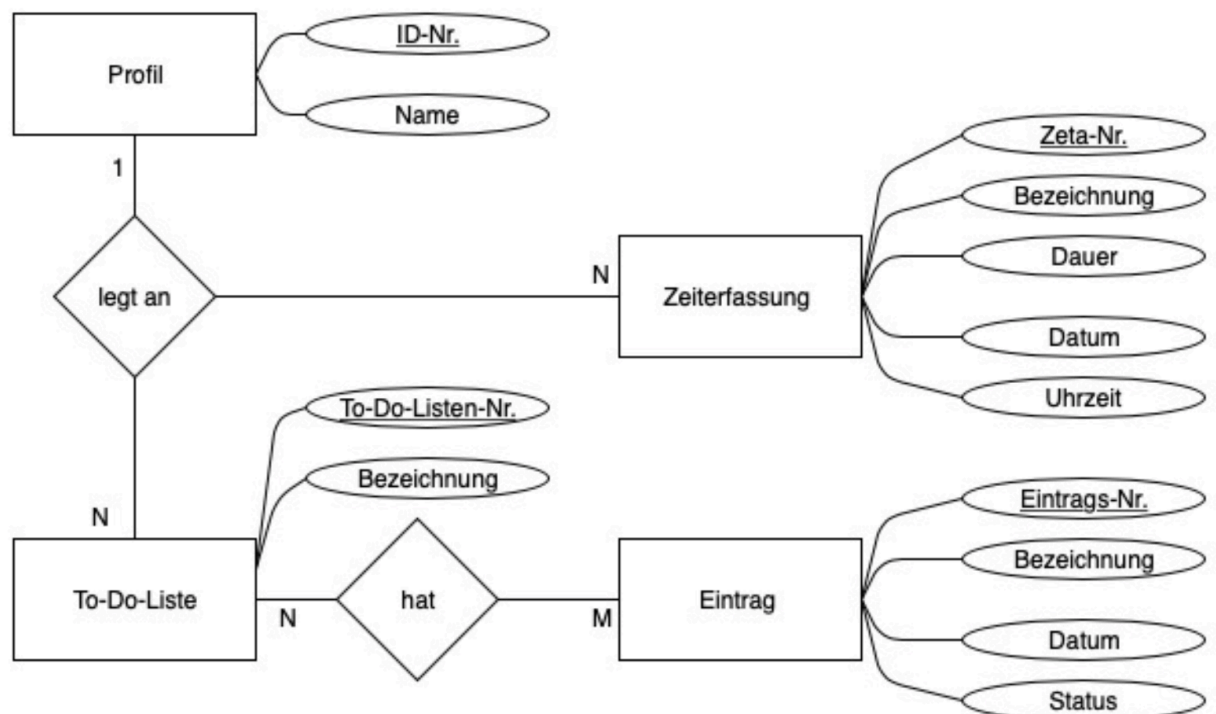 ID-Nr.
Profil
Name
1
Zeta-Nr.
Bezeichnung
Dauer
N
legt an
Zeiterfassung
Datum
Uhrzeit
To-Do-Listen-Nr.
Bezeichnung
N
Eintrags-Nr.
Bezeichnung
To-Do-Liste
N
hat
M
Eintrag
Datum
Status